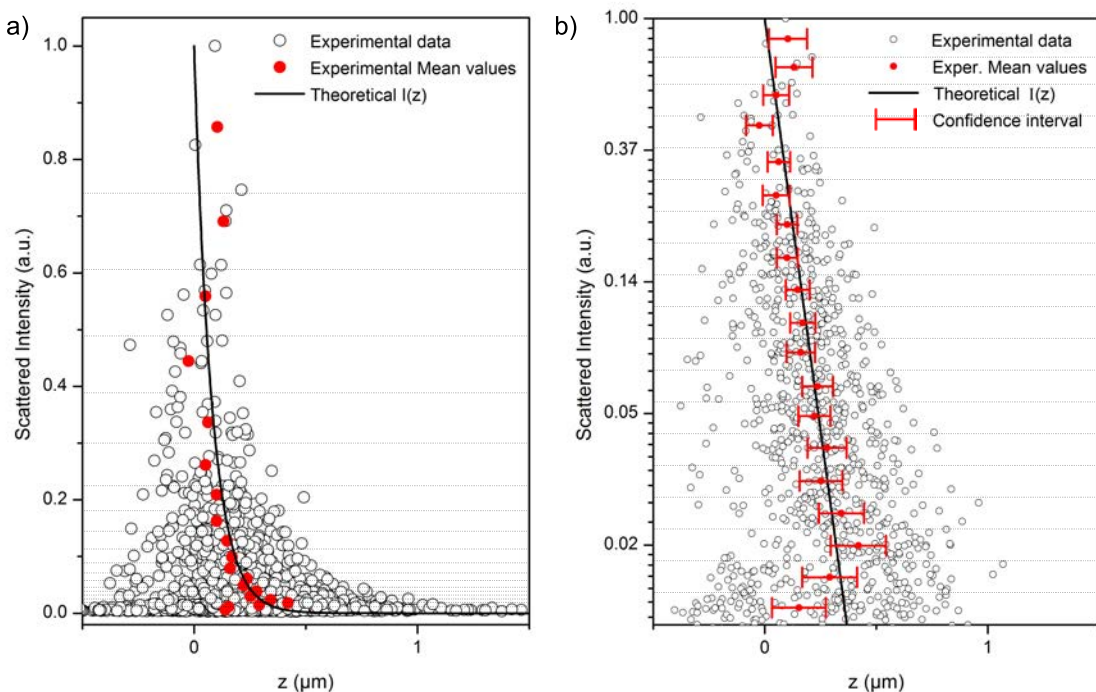 a)
Experimental data
Experimental Mean values
Theoretical I(z)
1.0
0.8
0.6
0.4
0.2
0.0
Scattered Intensity (a.u.)
0
1
z (µm)
b)
Experimental data
Exper. Mean values
Theoretical I(z)
Confidence interval
1.00
0.37
0.14
0.05
0.02
Scattered Intensity (a.u.)
0
1
z (µm)